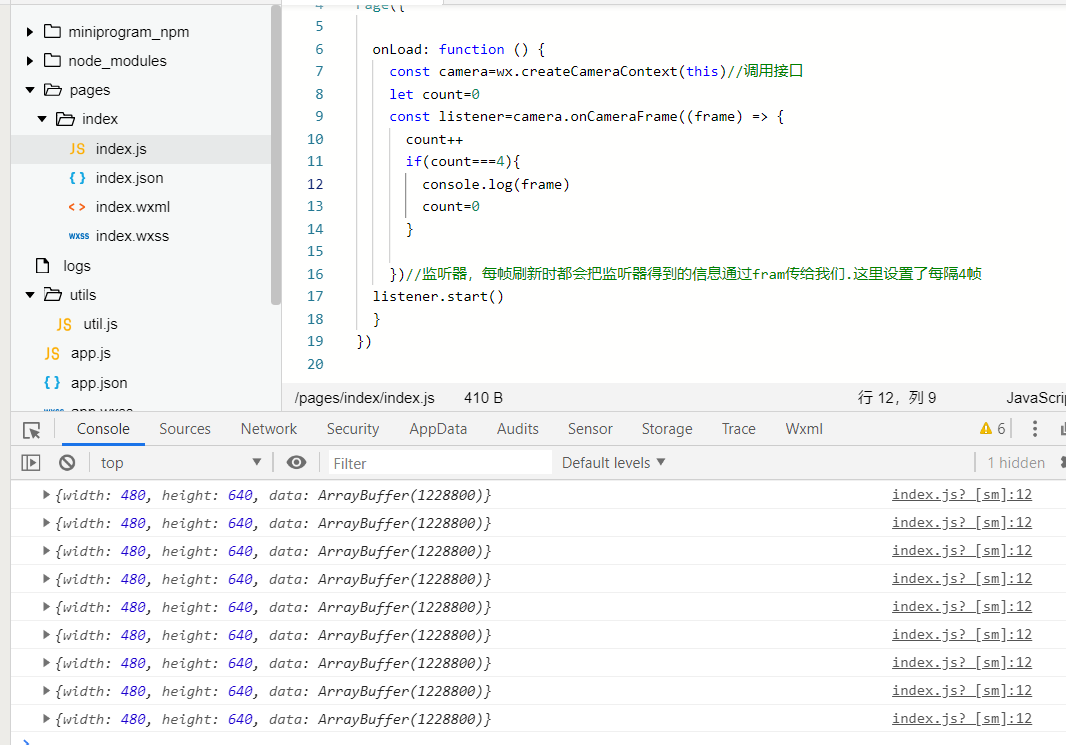 miniprogram_npm
node_modules
pages
index
JS index.js
{ } index.json
< > index.wxml
wxss index.wxss
logs
utils
JS util.js
JS app.js
{ } app.json
wxss app.wxss
4 Page({
5
6 onLoad: function () {
7 const camera=wx.createCameraContext(this)//调用接口
8 let count=0
9 const listener=camera.onCameraFrame((frame) => {
10 count++
11 if(count===4){
12 console.log(frame)
13 count=0
14 }
15
16 })//监听器，每帧刷新时都会把监听器得到的信息通过fram传给我们.这里设置了每隔4帧
17 listener.start()
18 }
19 })
20
/pages/index/index.js 410 B 行 12，列 9 JavaScrip
Console Sources Network Security AppData Audits Sensor Storage Trace Wxml 6
top Filter Default levels 1 hidden
{width: 480, height: 640, data: ArrayBuffer(1228800)} index.js? [sm]:12
{width: 480, height: 640, data: ArrayBuffer(1228800)} index.js? [sm]:12
{width: 480, height: 640, data: ArrayBuffer(1228800)} index.js? [sm]:12
{width: 480, height: 640, data: ArrayBuffer(1228800)} index.js? [sm]:12
{width: 480, height: 640, data: ArrayBuffer(1228800)} index.js? [sm]:12
{width: 480, height: 640, data: ArrayBuffer(1228800)} index.js? [sm]:12
{width: 480, height: 640, data: ArrayBuffer(1228800)} index.js? [sm]:12
{width: 480, height: 640, data: ArrayBuffer(1228800)} index.js? [sm]:12
{width: 480, height: 640, data: ArrayBuffer(1228800)} index.js? [sm]:12